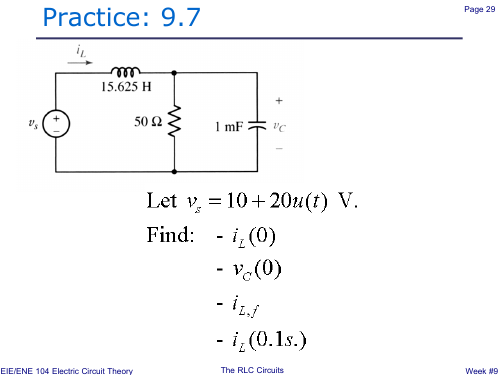 Practice: 9.7
Page 29
i_L
15.625 H
v_s
+
−
50 Ω
1 mF
+
v_C
−
Let v_s = 10 + 20u(t) V.
Find: - i_L(0)
- v_C(0)
- i_L,f
- i_L(0.1s.)
EIE/ENE 104 Electric Circuit Theory
The RLC Circuits
Week #9